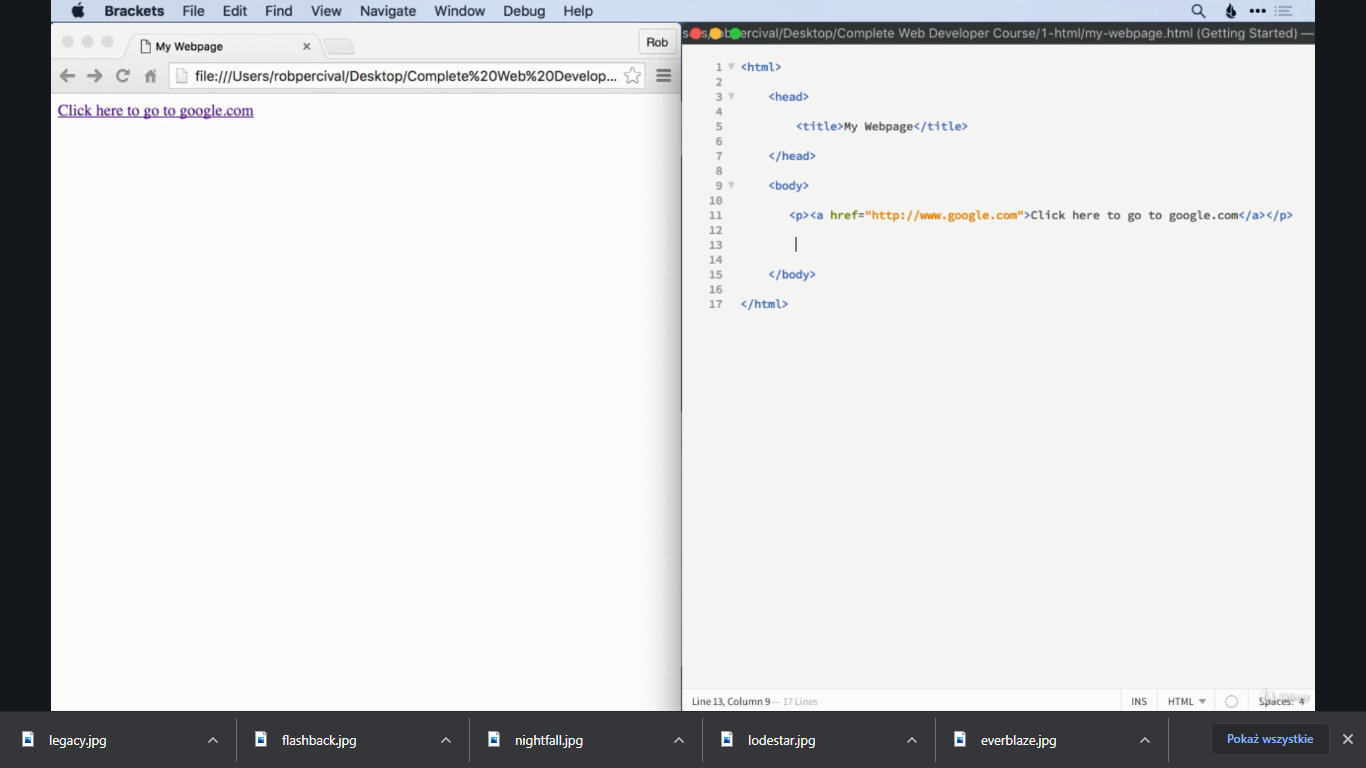 Brackets File Edit Find View Navigate Window Debug Help
My Webpage
Rob
file:///Users/robpercival/Desktop/Complete%20Web%20Develop...
Click here to go to google.com
percival/Desktop/Complete Web Developer Course/1-html/my-webpage.html (Getting Started) —
1 <html>
2
3 <head>
4
5 <title>My Webpage</title>
6
7 </head>
8
9 <body>
10
11 <p><a href="http://www.google.com">Click here to go to google.com</a></p>
12
13
14
15 </body>
16
17 </html>
Line 13, Column 9 — 17 Lines
INS HTML Spaces: 4
legacy.jpg flashback.jpg nightfall.jpg lodestar.jpg everblaze.jpg Pokaż wszystkie